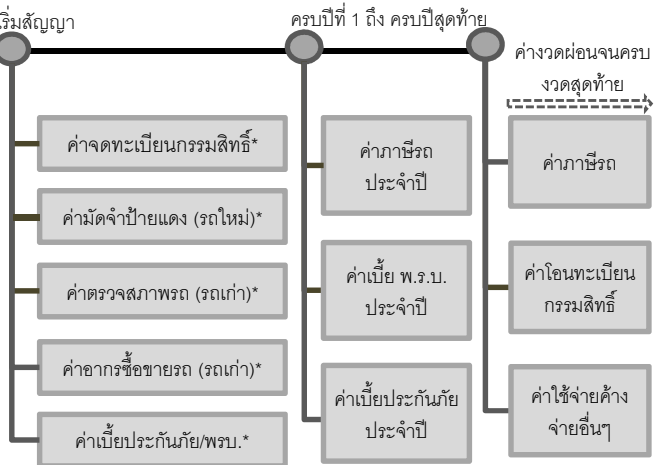 เริ่มสัญญา
ครบปีที่ 1 ถึง ครบปีสุดท้าย
ค่างวดผ่อนจนครบ
งวดสุดท้าย
ค่าจดทะเบียนกรรมสิทธิ์*
ค่ามัดจำป้ายแดง (รถใหม่)*
ค่าตรวจสภาพรถ (รถเก่า)*
ค่าอากรซื้อขายรถ (รถเก่า)*
ค่าเบี้ยประกันภัย/พรบ.*
ค่าภาษีรถ
ประจำปี
ค่าเบี้ย พ.ร.บ.
ประจำปี
ค่าเบี้ยประกันภัย
ประจำปี
ค่าภาษีรถ
ค่าโอนทะเบียน
กรรมสิทธิ์
ค่าใช้จ่ายค้าง
จ่ายอื่นๆ